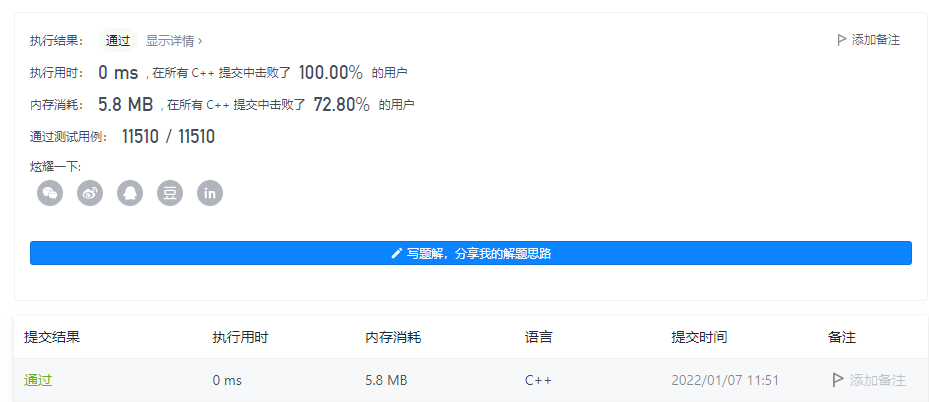 执行结果： 通过 显示详情 › 添加备注
执行用时： 0 ms , 在所有 C++ 提交中击败了 100.00% 的用户
内存消耗： 5.8 MB , 在所有 C++ 提交中击败了 72.80% 的用户
通过测试用例： 11510 / 11510
炫耀一下:
豆 in
写题解，分享我的解题思路
提交结果 执行用时 内存消耗 语言 提交时间 备注
通过 0 ms 5.8 MB C++ 2022/01/07 11:51 添加备注